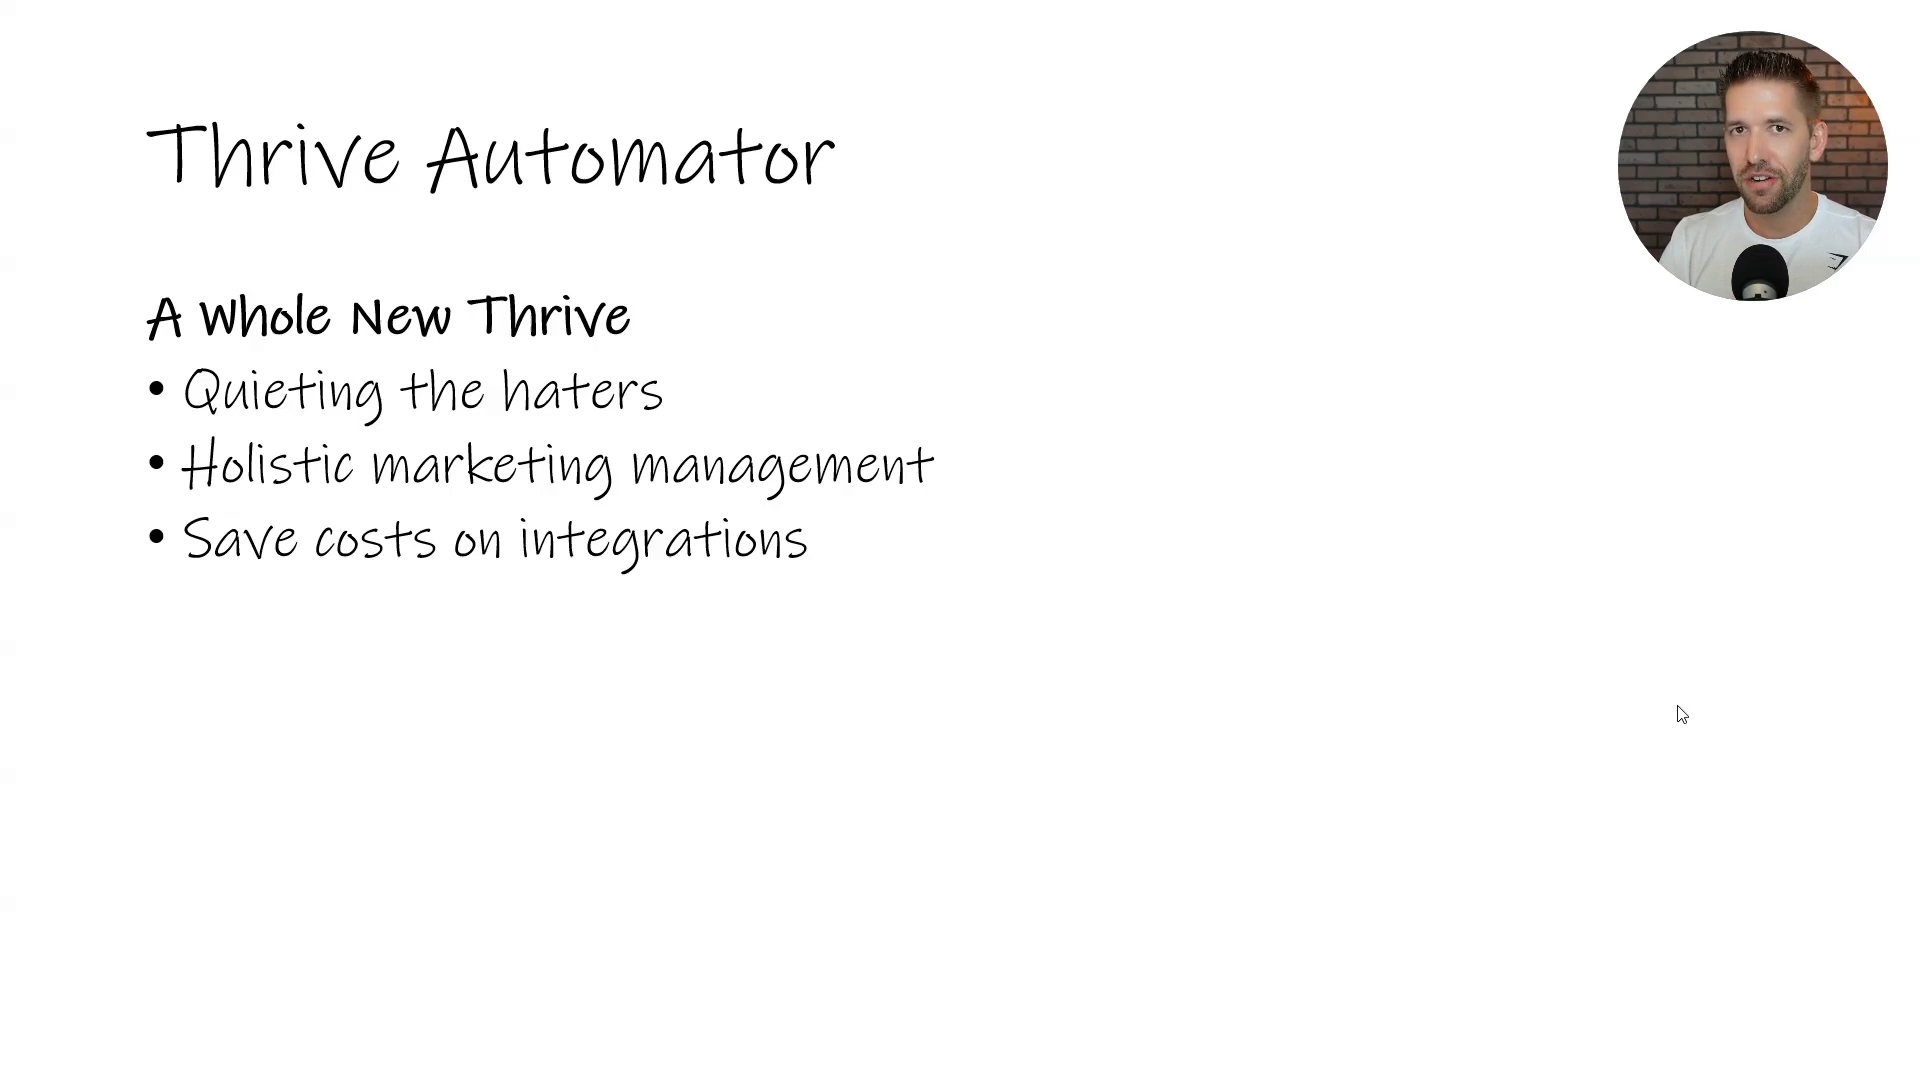 Thrive Automator
A Whole New Thrive
• Quieting the haters
• Holistic marketing management
• Save costs on integrations